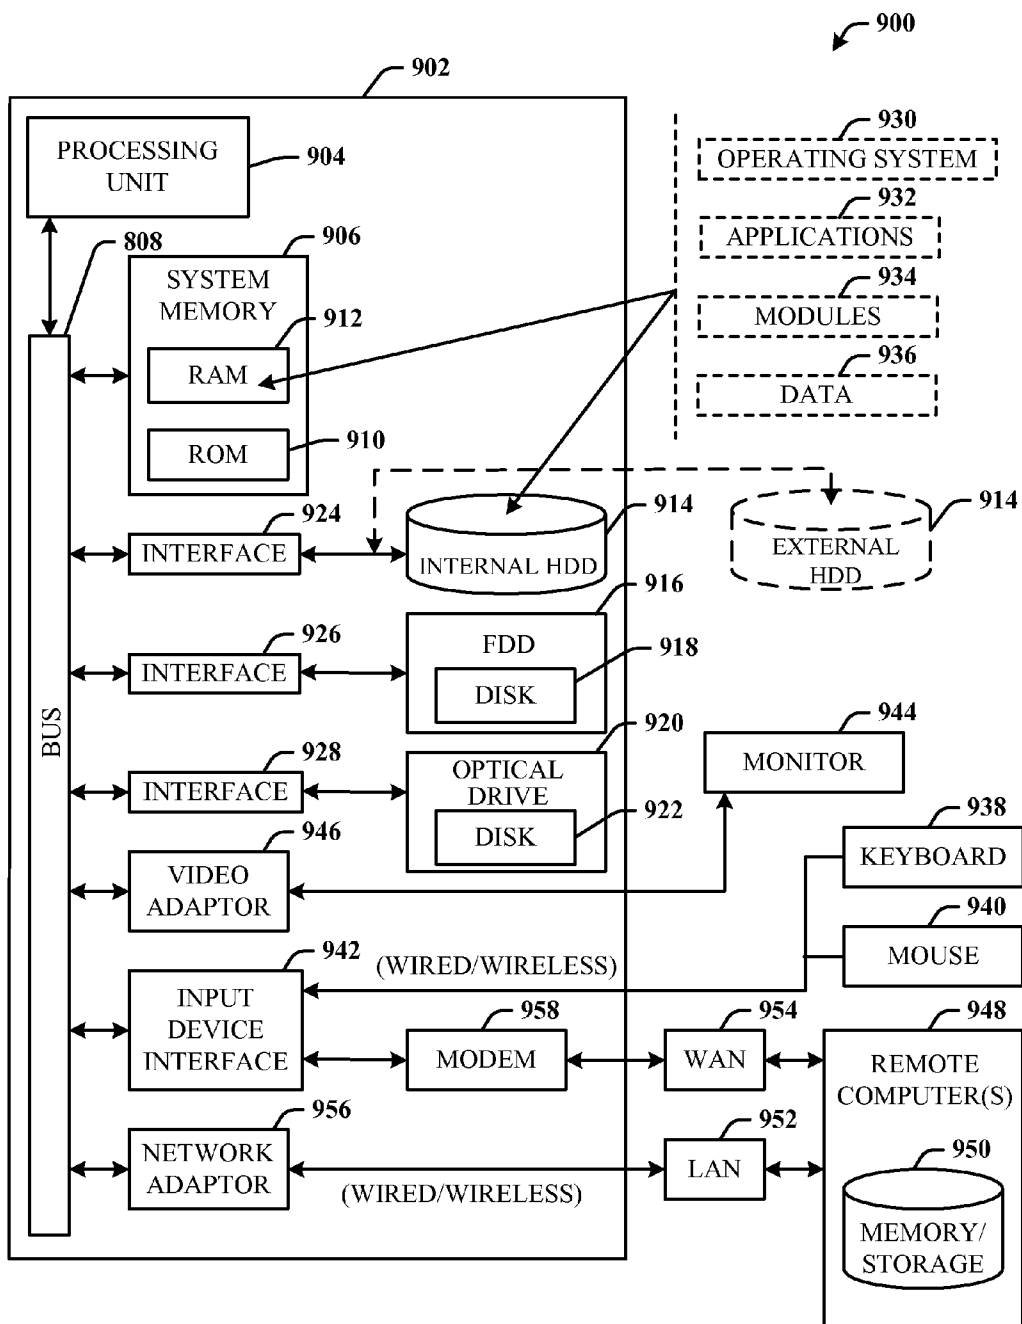 900
902
PROCESSING
UNIT
904
930
OPERATING SYSTEM
932
APPLICATIONS
934
MODULES
936
DATA
808
906
SYSTEM
MEMORY
912
RAM
910
ROM
924
INTERFACE
914
INTERNAL HDD
914
EXTERNAL
HDD
916
FDD
918
DISK
926
INTERFACE
BUS
920
OPTICAL
DRIVE
922
DISK
928
INTERFACE
944
MONITOR
946
VIDEO
ADAPTOR
938
KEYBOARD
940
MOUSE
942
INPUT
DEVICE
INTERFACE
(WIRED/WIRELESS)
958
MODEM
954
WAN
948
REMOTE
COMPUTER(S)
956
NETWORK
ADAPTOR
(WIRED/WIRELESS)
952
LAN
950
MEMORY/
STORAGE